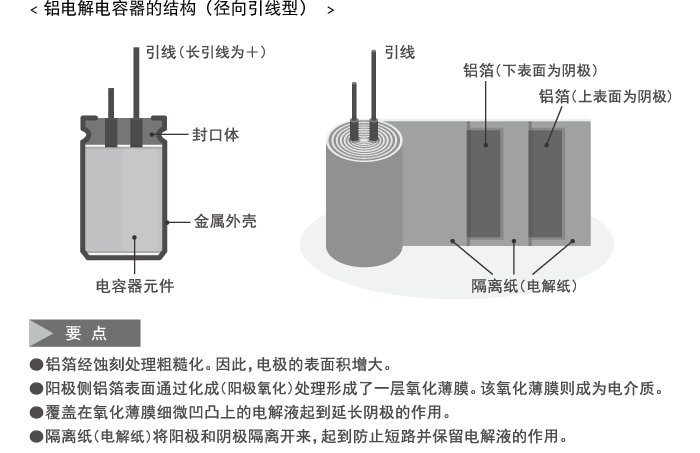 < 铝电解电容器的结构（径向引线型） >
引线（长引线为＋）
引线
铝箔（下表面为阴极）
铝箔（上表面为阴极）
封口体
金属外壳
电容器元件
隔离纸（电解纸）
要 点
●铝箔经蚀刻处理粗糙化。因此，电极的表面积增大。
●阳极侧铝箔表面通过化成（阳极氧化）处理形成了一层氧化薄膜。该氧化薄膜则成为电介质。
●覆盖在氧化薄膜细微凹凸上的电解液起到延长阴极的作用。
●隔离纸（电解纸）将阳极和阴极隔离开来，起到防止短路并保留电解液的作用。